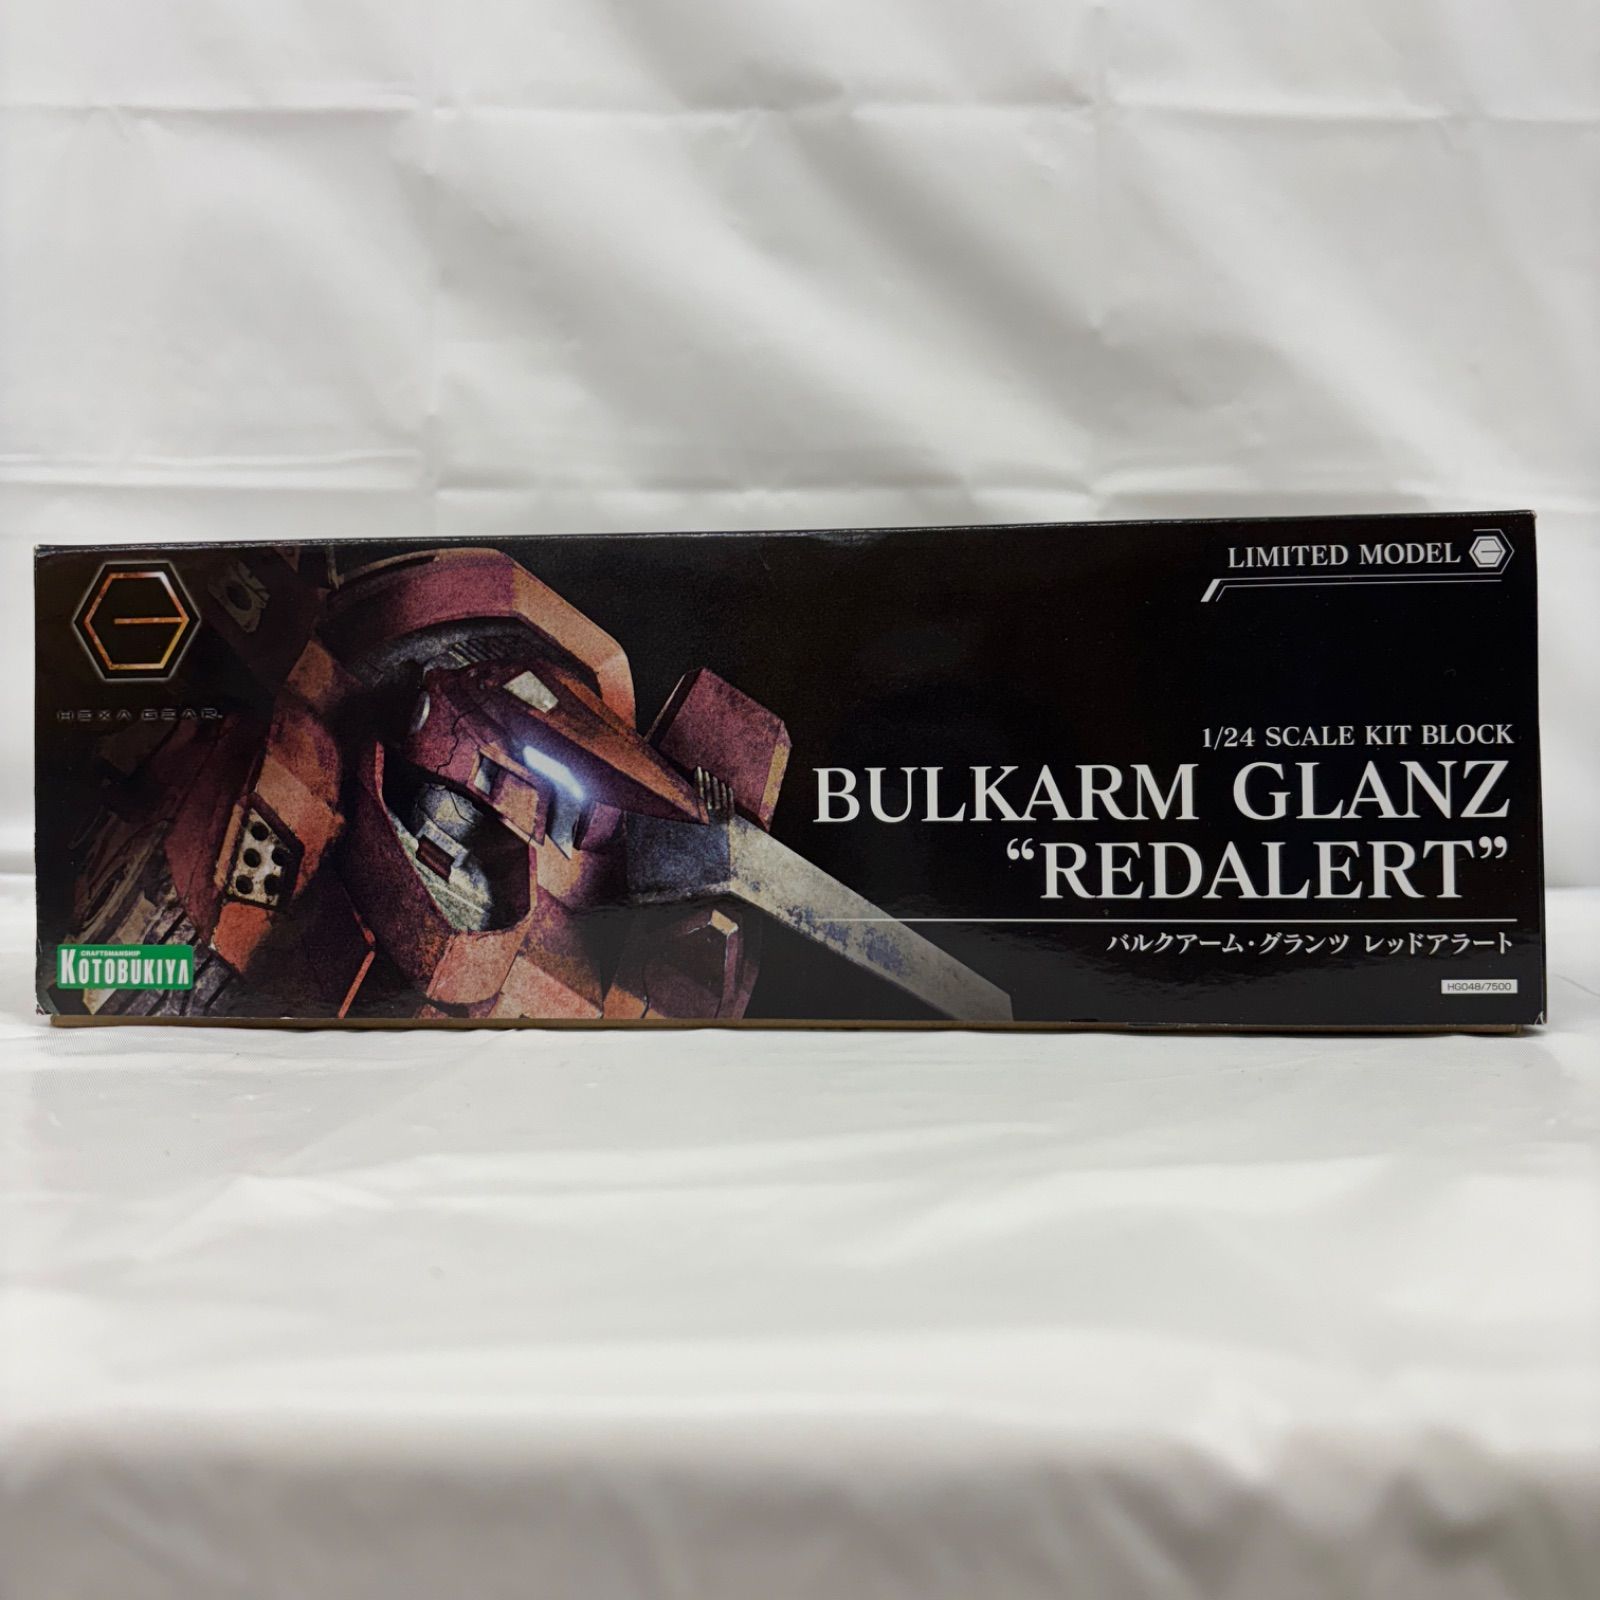 LIMITED MODEL
HEXA GEAR
1/24 SCALE KIT BLOCK
BULKARM GLANZ
“REDALERT”
バルクアーム・グランツ レッドアラート
CRAFTSMANSHIP
KOTOBUKIYA
HG048/7500